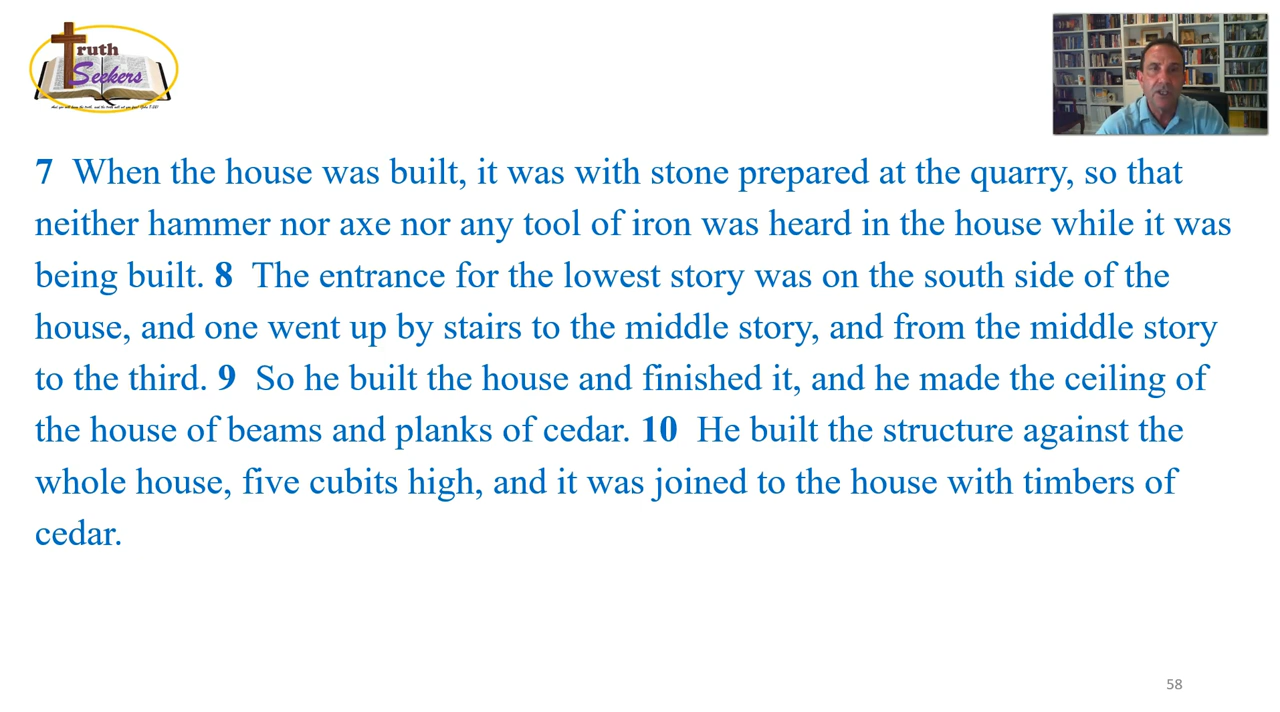 Truth
Seekers
7 When the house was built, it was with stone prepared at the quarry, so that
neither hammer nor axe nor any tool of iron was heard in the house while it was
being built. 8 The entrance for the lowest story was on the south side of the
house, and one went up by stairs to the middle story, and from the middle story
to the third. 9 So he built the house and finished it, and he made the ceiling of
the house of beams and planks of cedar. 10 He built the structure against the
whole house, five cubits high, and it was joined to the house with timbers of
cedar.
58